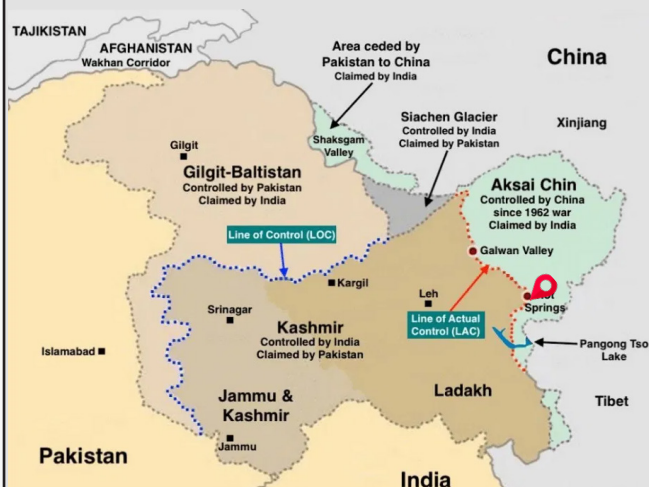 TAJIKISTAN
AFGHANISTAN
Wakhan Corridor
Area ceded by
Pakistan to China
Claimed by India
China
Siachen Glacier
Controlled by India
Claimed by Pakistan
Xinjiang
Shaksgam
Valley
Gilgit
Gilgit-Baltistan
Controlled by Pakistan
Claimed by India
Aksai Chin
Controlled by China
since 1962 war
Claimed by India
Line of Control (LOC)
Galwan Valley
Kargil
Leh
Springs
Srinagar
Line of Actual
Control (LAC)
Kashmir
Controlled by India
Claimed by Pakistan
Islamabad
Pangong Tso
Lake
Jammu &
Kashmir
Ladakh
Tibet
Jammu
Pakistan
India